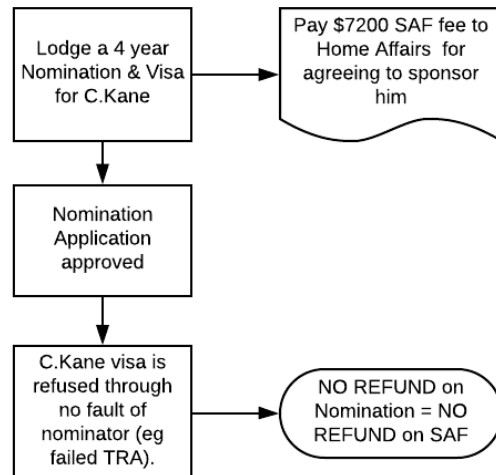 Lodge a 4 year
Nomination & Visa
for C.Kane
Pay $7200 SAF fee to
Home Affairs  for
agreeing to sponsor
him
Nomination
Application
approved
C.Kane visa is
refused through
no fault of
nominator (eg
failed TRA).
NO REFUND on
Nomination = NO
REFUND on SAF